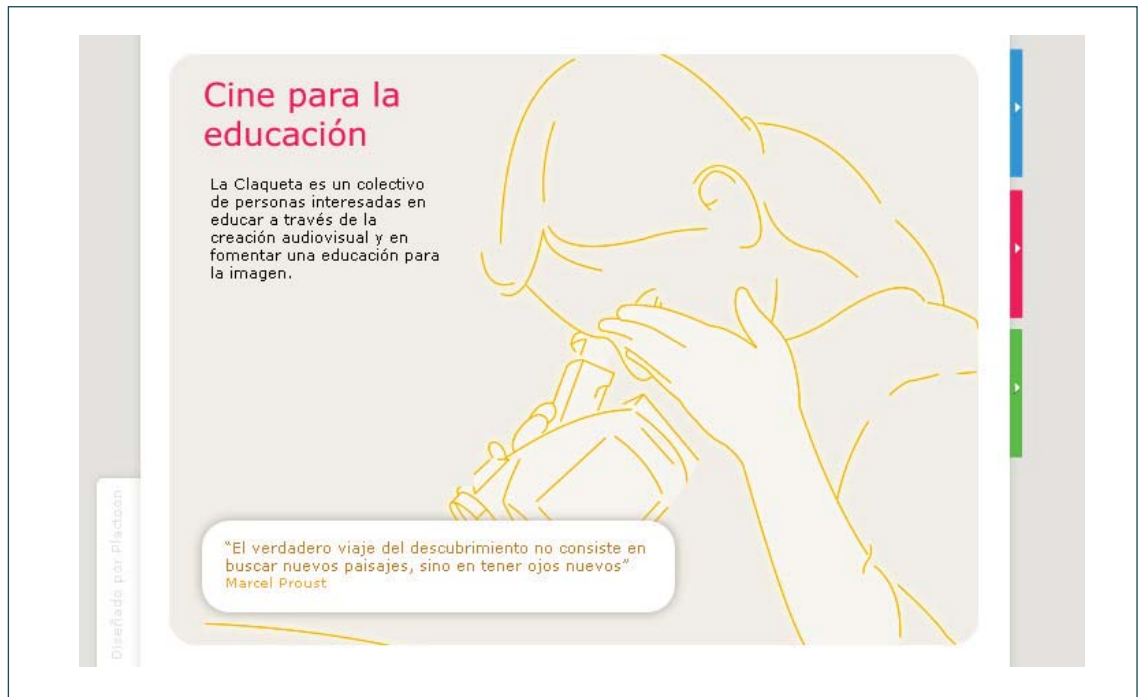 Cine para la
educación
La Claqueta es un colectivo
de personas interesadas en
educar a través de la
creación audiovisual y en
fomentar una educación para
la imagen.
“El verdadero viaje del descubrimiento no consiste en
buscar nuevos paisajes, sino en tener ojos nuevos”
Marcel Proust
Diseñado por Plactoon